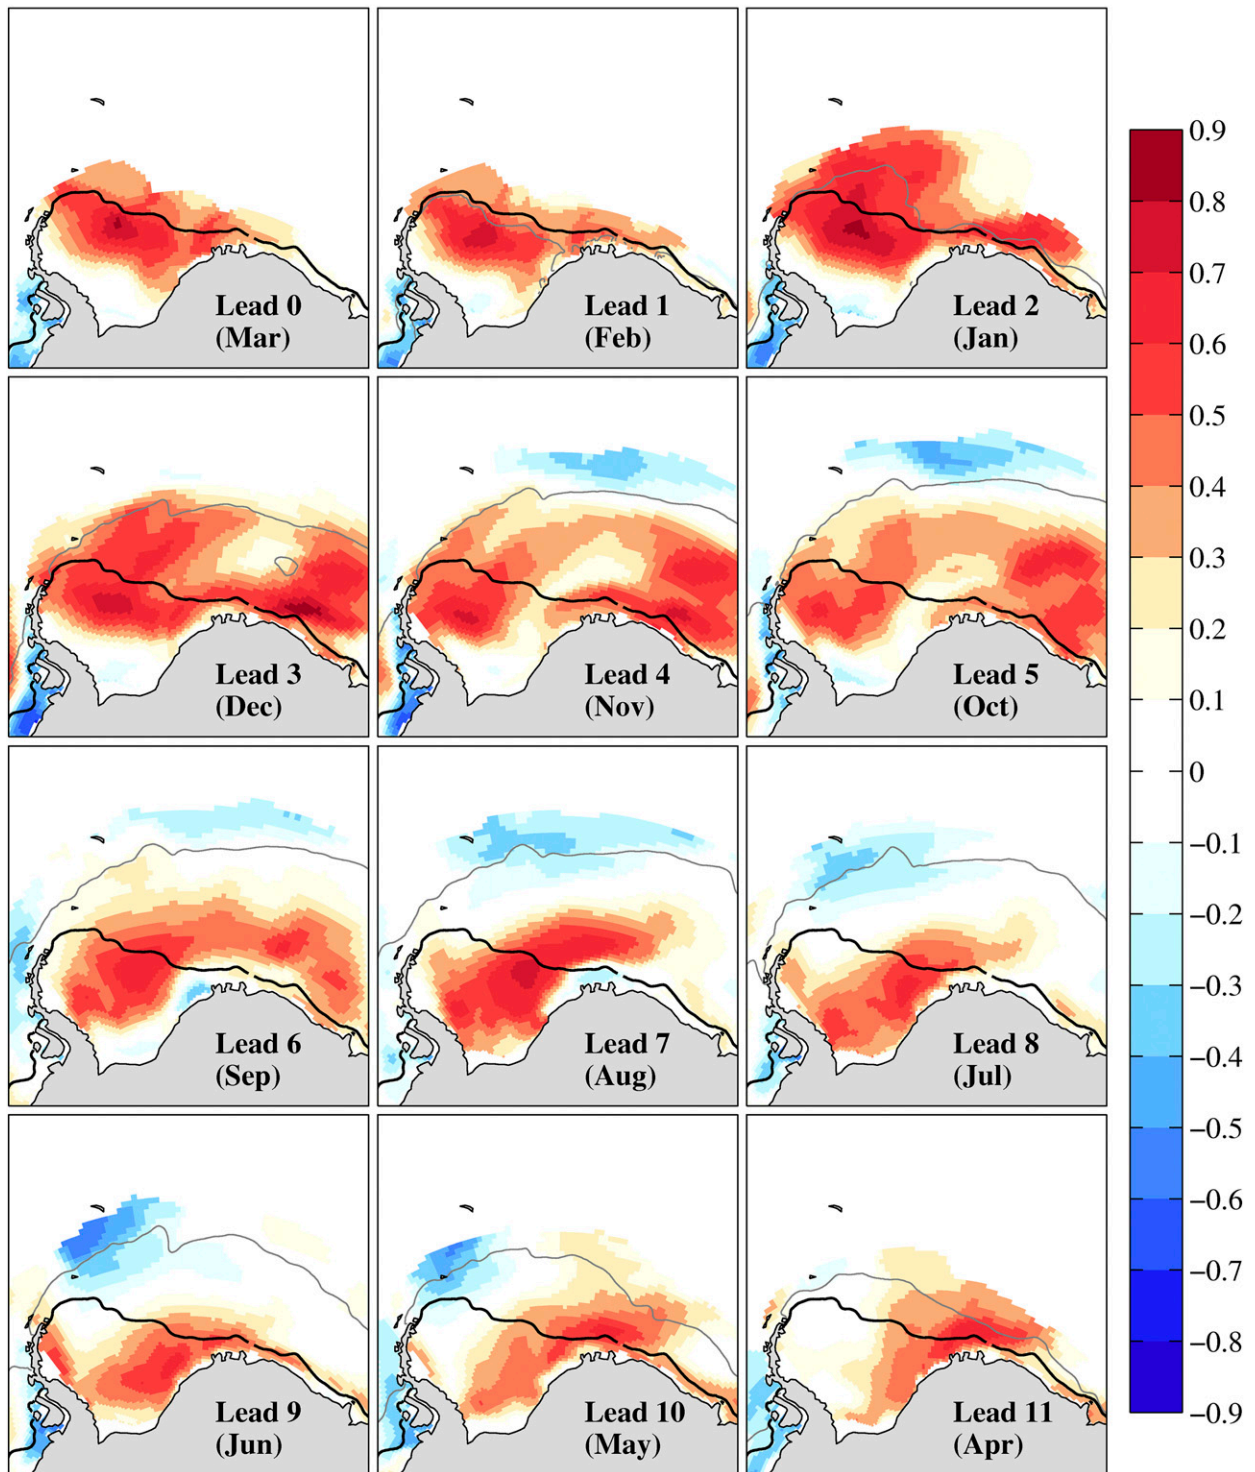 Lead 0
(Mar)
Lead 1
(Feb)
Lead 2
(Jan)
Lead 3
(Dec)
Lead 4
(Nov)
Lead 5
(Oct)
Lead 6
(Sep)
Lead 7
(Aug)
Lead 8
(Jul)
Lead 9
(Jun)
Lead 10
(May)
Lead 11
(Apr)
0.9
0.8
0.7
0.6
0.5
0.4
0.3
0.2
0.1
0
−0.1
−0.2
−0.3
−0.4
−0.5
−0.6
−0.7
−0.8
−0.9